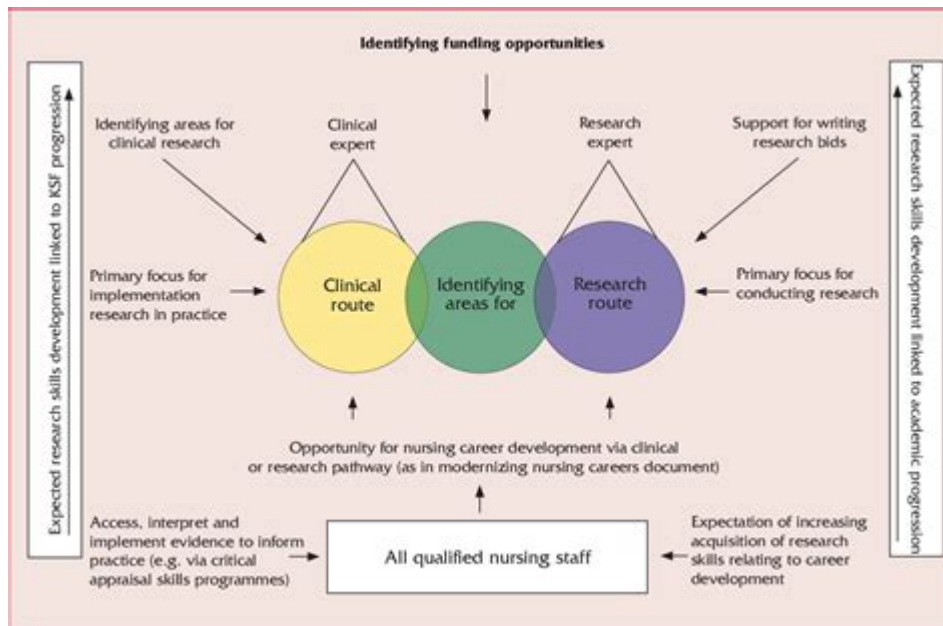 Identifying funding opportunities
Expected research skills development linked to KSF progression
Expected research skills development linked to academic progression
Identifying areas for
clinical research
Clinical
expert
Research
expert
Support for writing
research bids
Primary focus for
implementation
research in practice
Clinical
route
Identifying
areas for
Research
route
Primary focus for
conducting research
Opportunity for nursing career development via clinical
or research pathway (as in modernizing nursing careers document)
Access, interpret and
implement evidence to inform
practice (e.g. via critical
appraisal skills programmes)
All qualified nursing staff
Expectation of increasing
acquisition of research
skills relating to career
development